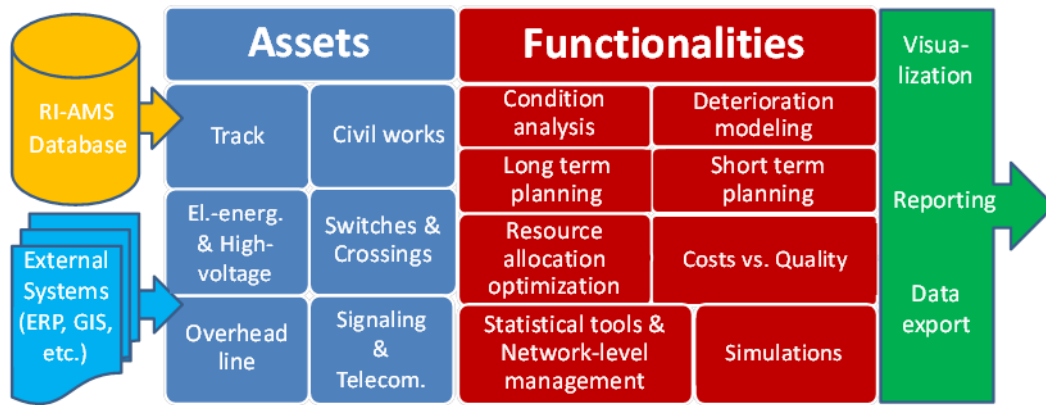 RI-AMS
Database
External
Systems
(ERP, GIS,
etc.)
Assets
Track
Civil works
El.-energ.
& High-
voltage
Switches &
Crossings
Overhead
line
Signaling
&
Telecom.
Functionalities
Condition
analysis
Deterioration
modeling
Long term
planning
Short term
planning
Resource
allocation
optimization
Costs vs. Quality
Statistical tools &
Network-level
management
Simulations
Visua-
lization
Reporting
Data
export